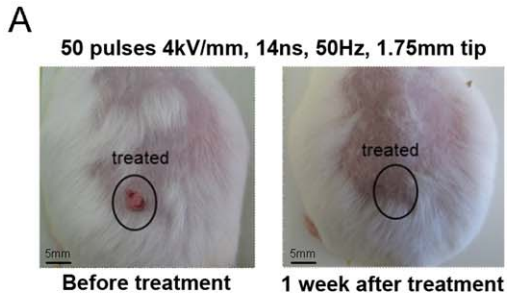 A
50 pulses 4kV/mm, 14ns, 50Hz, 1.75mm tip
treated
treated
5mm
5mm
Before treatment
1 week after treatment